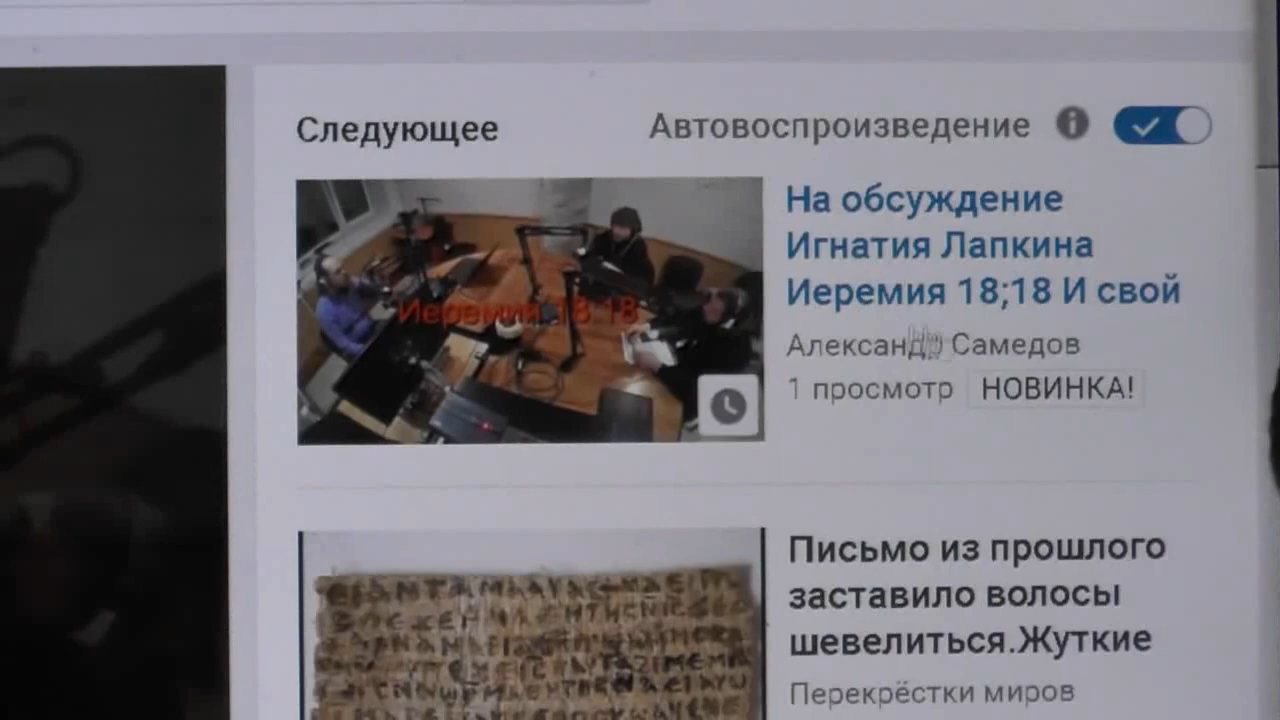 Следующее
Автовоспроизведение
На обсуждение
Игнатия Лапкина
Иеремия 18;18 И свой
Александр Самедов
1 просмотр НОВИНКА!
Иеремия 18 18
Письмо из прошлого
заставило волосы
шевелиться.Жуткие
Перекрёстки миров